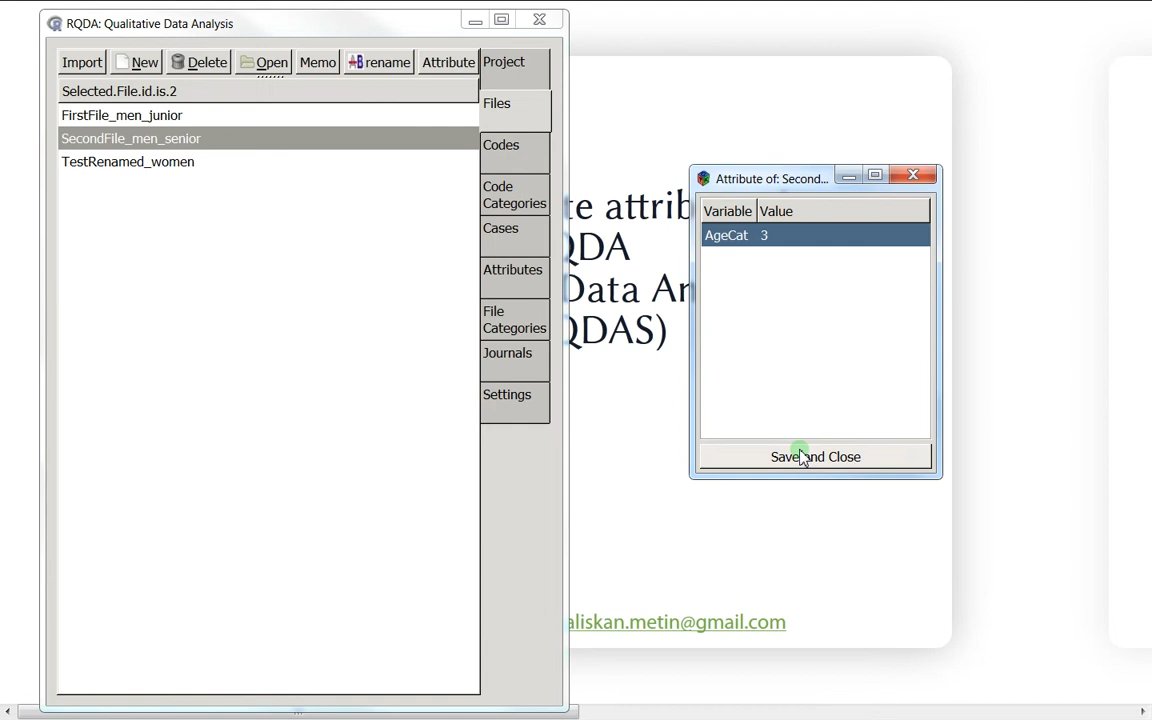 RQDA: Qualitative Data Analysis
Import New Delete Open Memo rename Attribute
Selected.File.id.is.2
FirstFile_men_junior
SecondFile_men_senior
TestRenamed_women
Project
Files
Codes
Code
Categories
Cases
Attributes
File
Categories
Journals
Settings
te attrib
QDA
Data An
QDAS)
aliskan.metin@gmail.com
Attribute of: Second...
Variable Value
AgeCat 3
Save and Close